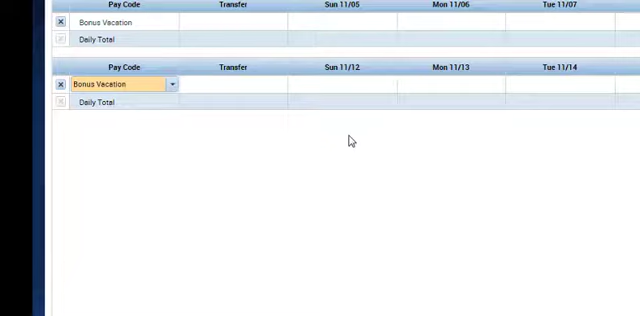 Pay Code Transfer Sun 11/05 Mon 11/06 Tue 11/07
Bonus Vacation
Daily Total
Pay Code Transfer Sun 11/12 Mon 11/13 Tue 11/14
Bonus Vacation
Daily Total